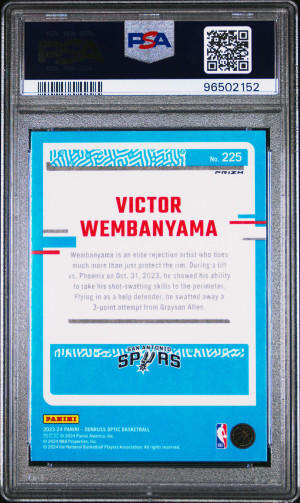 PSA
96502152
No. 225
PRIZM
VICTOR
WEMBANYAMA
Wembanyama is an elite rejection artist who does
much more than just protect the rim. During a tilt
vs. Phoenix on Oct. 31, 2023, he showed his ability
to take his shot-swatting skills to the perimeter.
Flying in as a help defender, he swatted away a
3-point attempt from Grayson Allen.
SAN ANTONIO
SPURS
PANINI
2023-24 PANINI - DONRUSS OPTIC BASKETBALL
© 2024 Panini America, Inc.
© 2024 NBA Properties, Inc.
© 2024 the National Basketball Players Association. All rights reserved.